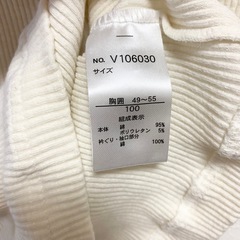 NO. V106030
サイズ
胸囲 49～55
100
組成表示
本体 綿 95%
ポリウレタン 5%
衿ぐり・袖口部分
綿 100%